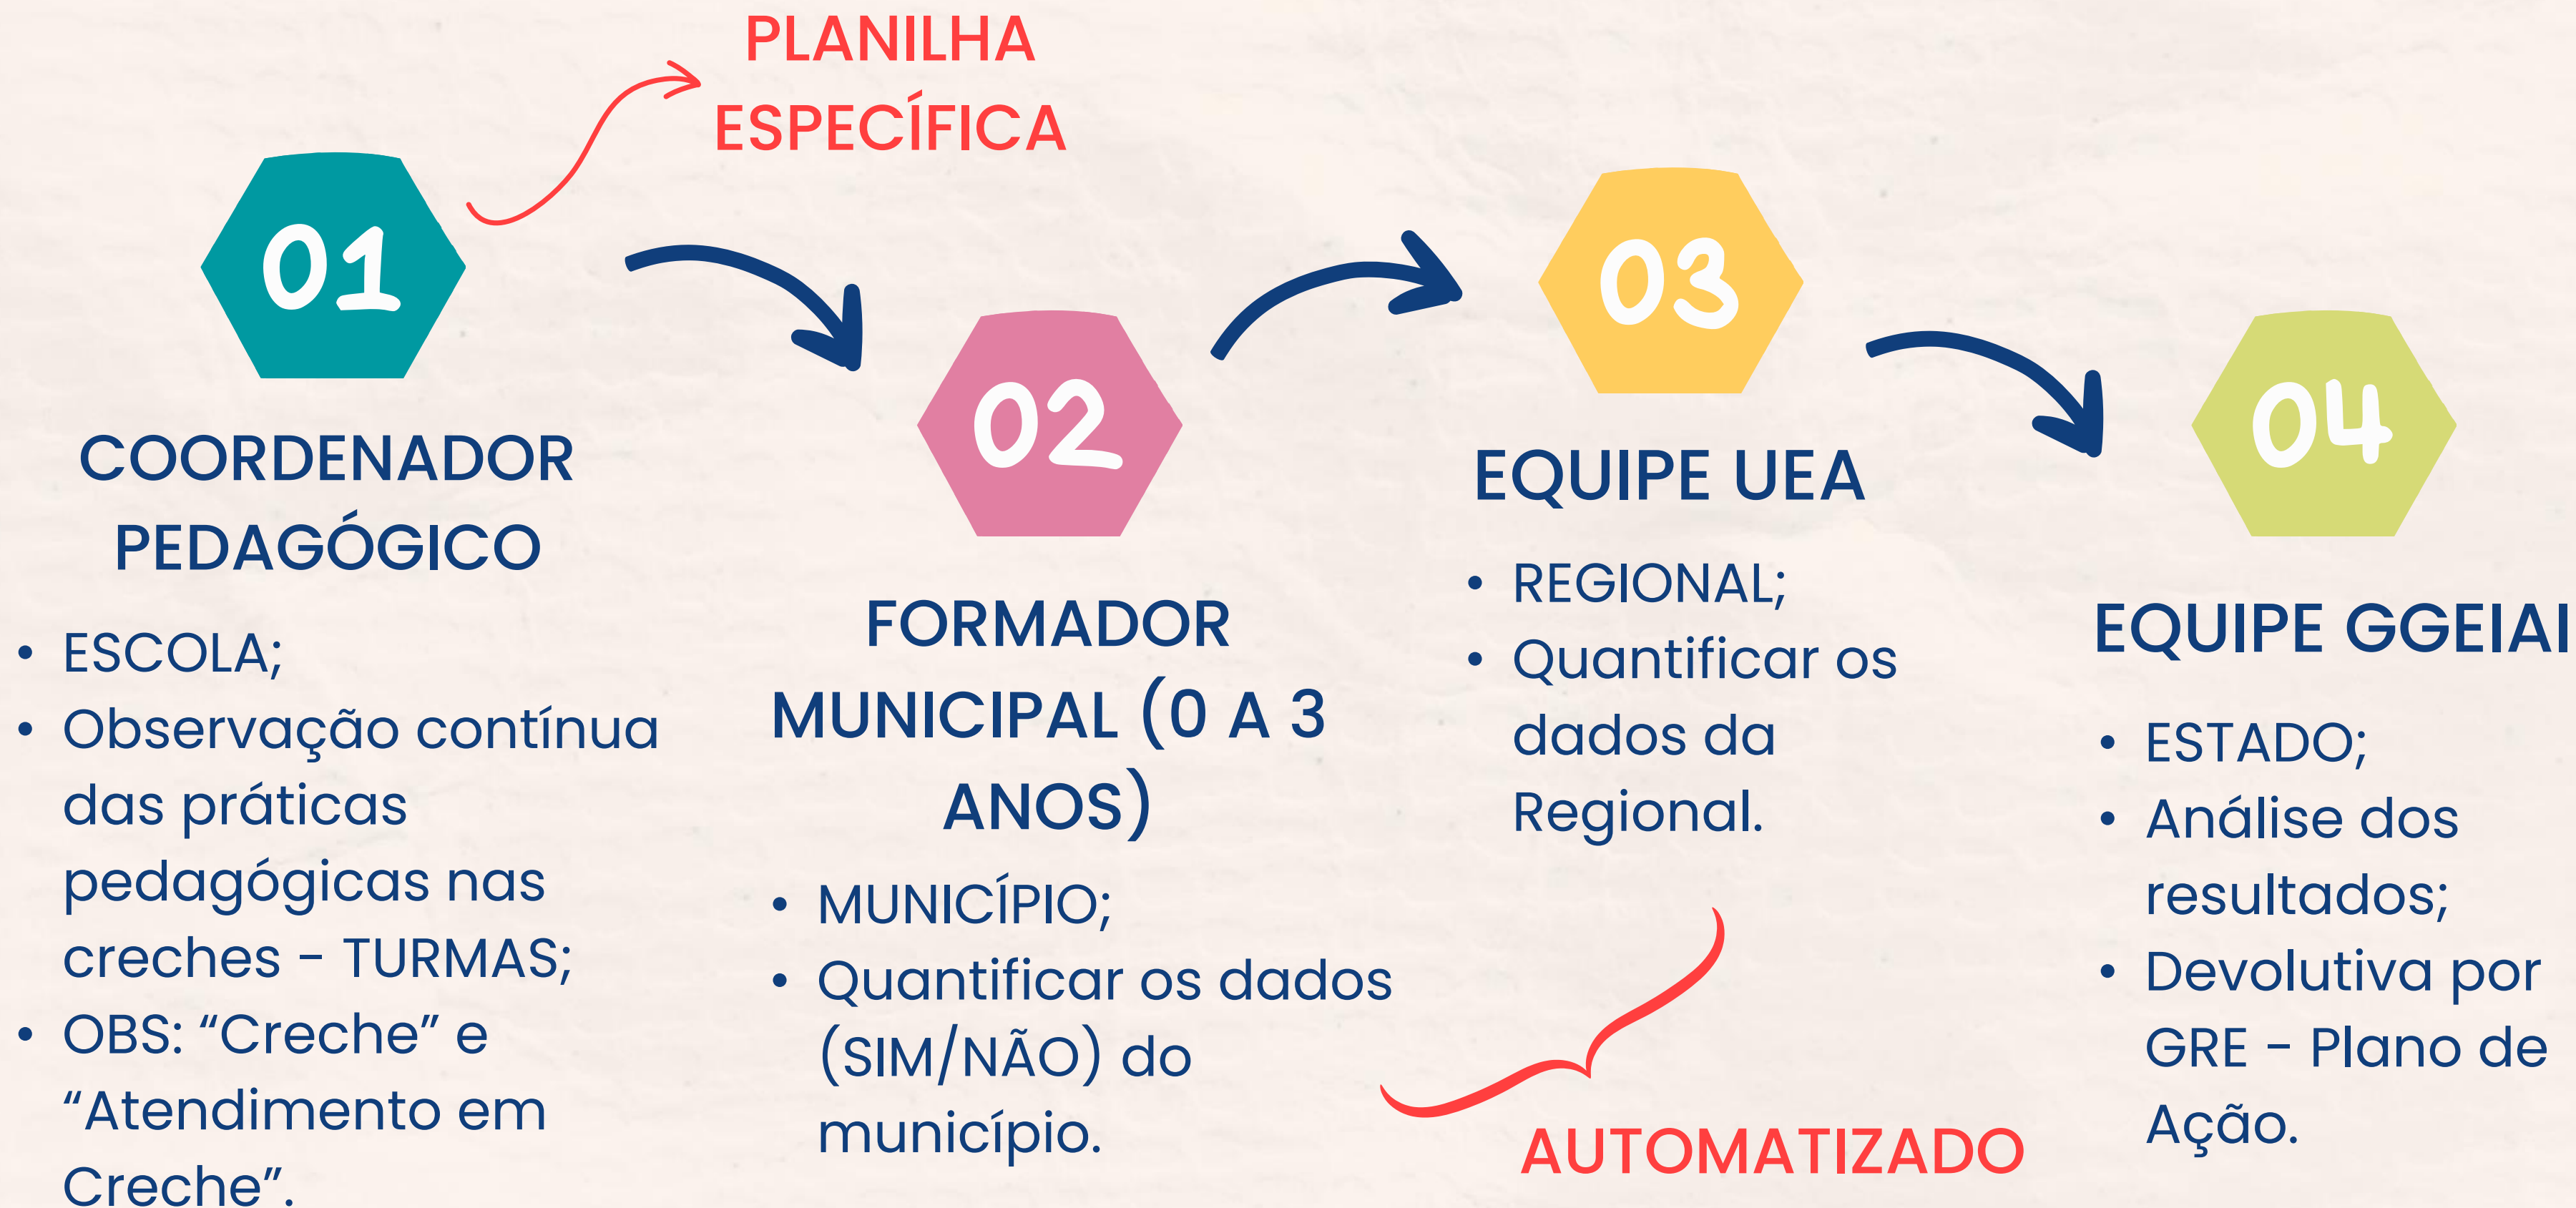 PLANILHA
ESPECÍFICA
01
COORDENADOR
PEDAGÓGICO
• ESCOLA;
• Observação contínua
das práticas
pedagógicas nas
creches - TURMAS;
• OBS: “Creche” e
“Atendimento em
Creche”.
02
FORMADOR
MUNICIPAL (0 A 3
ANOS)
• MUNICÍPIO;
• Quantificar os dados
(SIM/NÃO) do
município.
03
EQUIPE UEA
• REGIONAL;
• Quantificar os
dados da
Regional.
AUTOMATIZADO
04
EQUIPE GGEIAI
• ESTADO;
• Análise dos
resultados;
• Devolutiva por
GRE - Plano de
Ação.